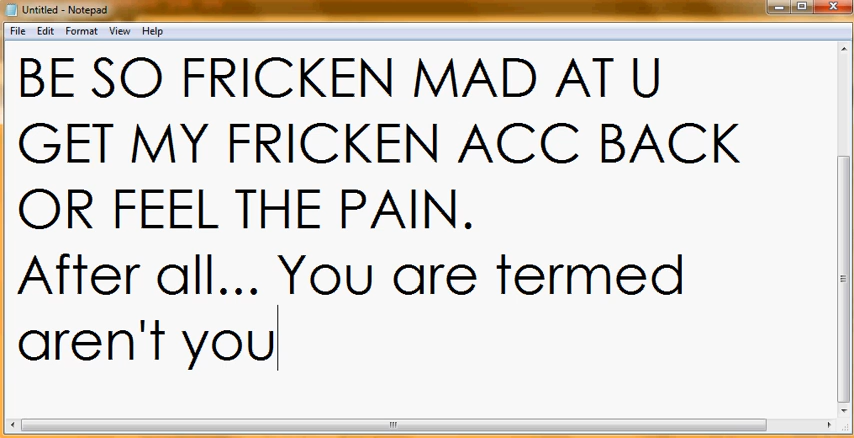 Untitled - Notepad
File Edit Format View Help
BE SO FRICKEN MAD AT U
GET MY FRICKEN ACC BACK
OR FEEL THE PAIN.
After all... You are termed
aren't you